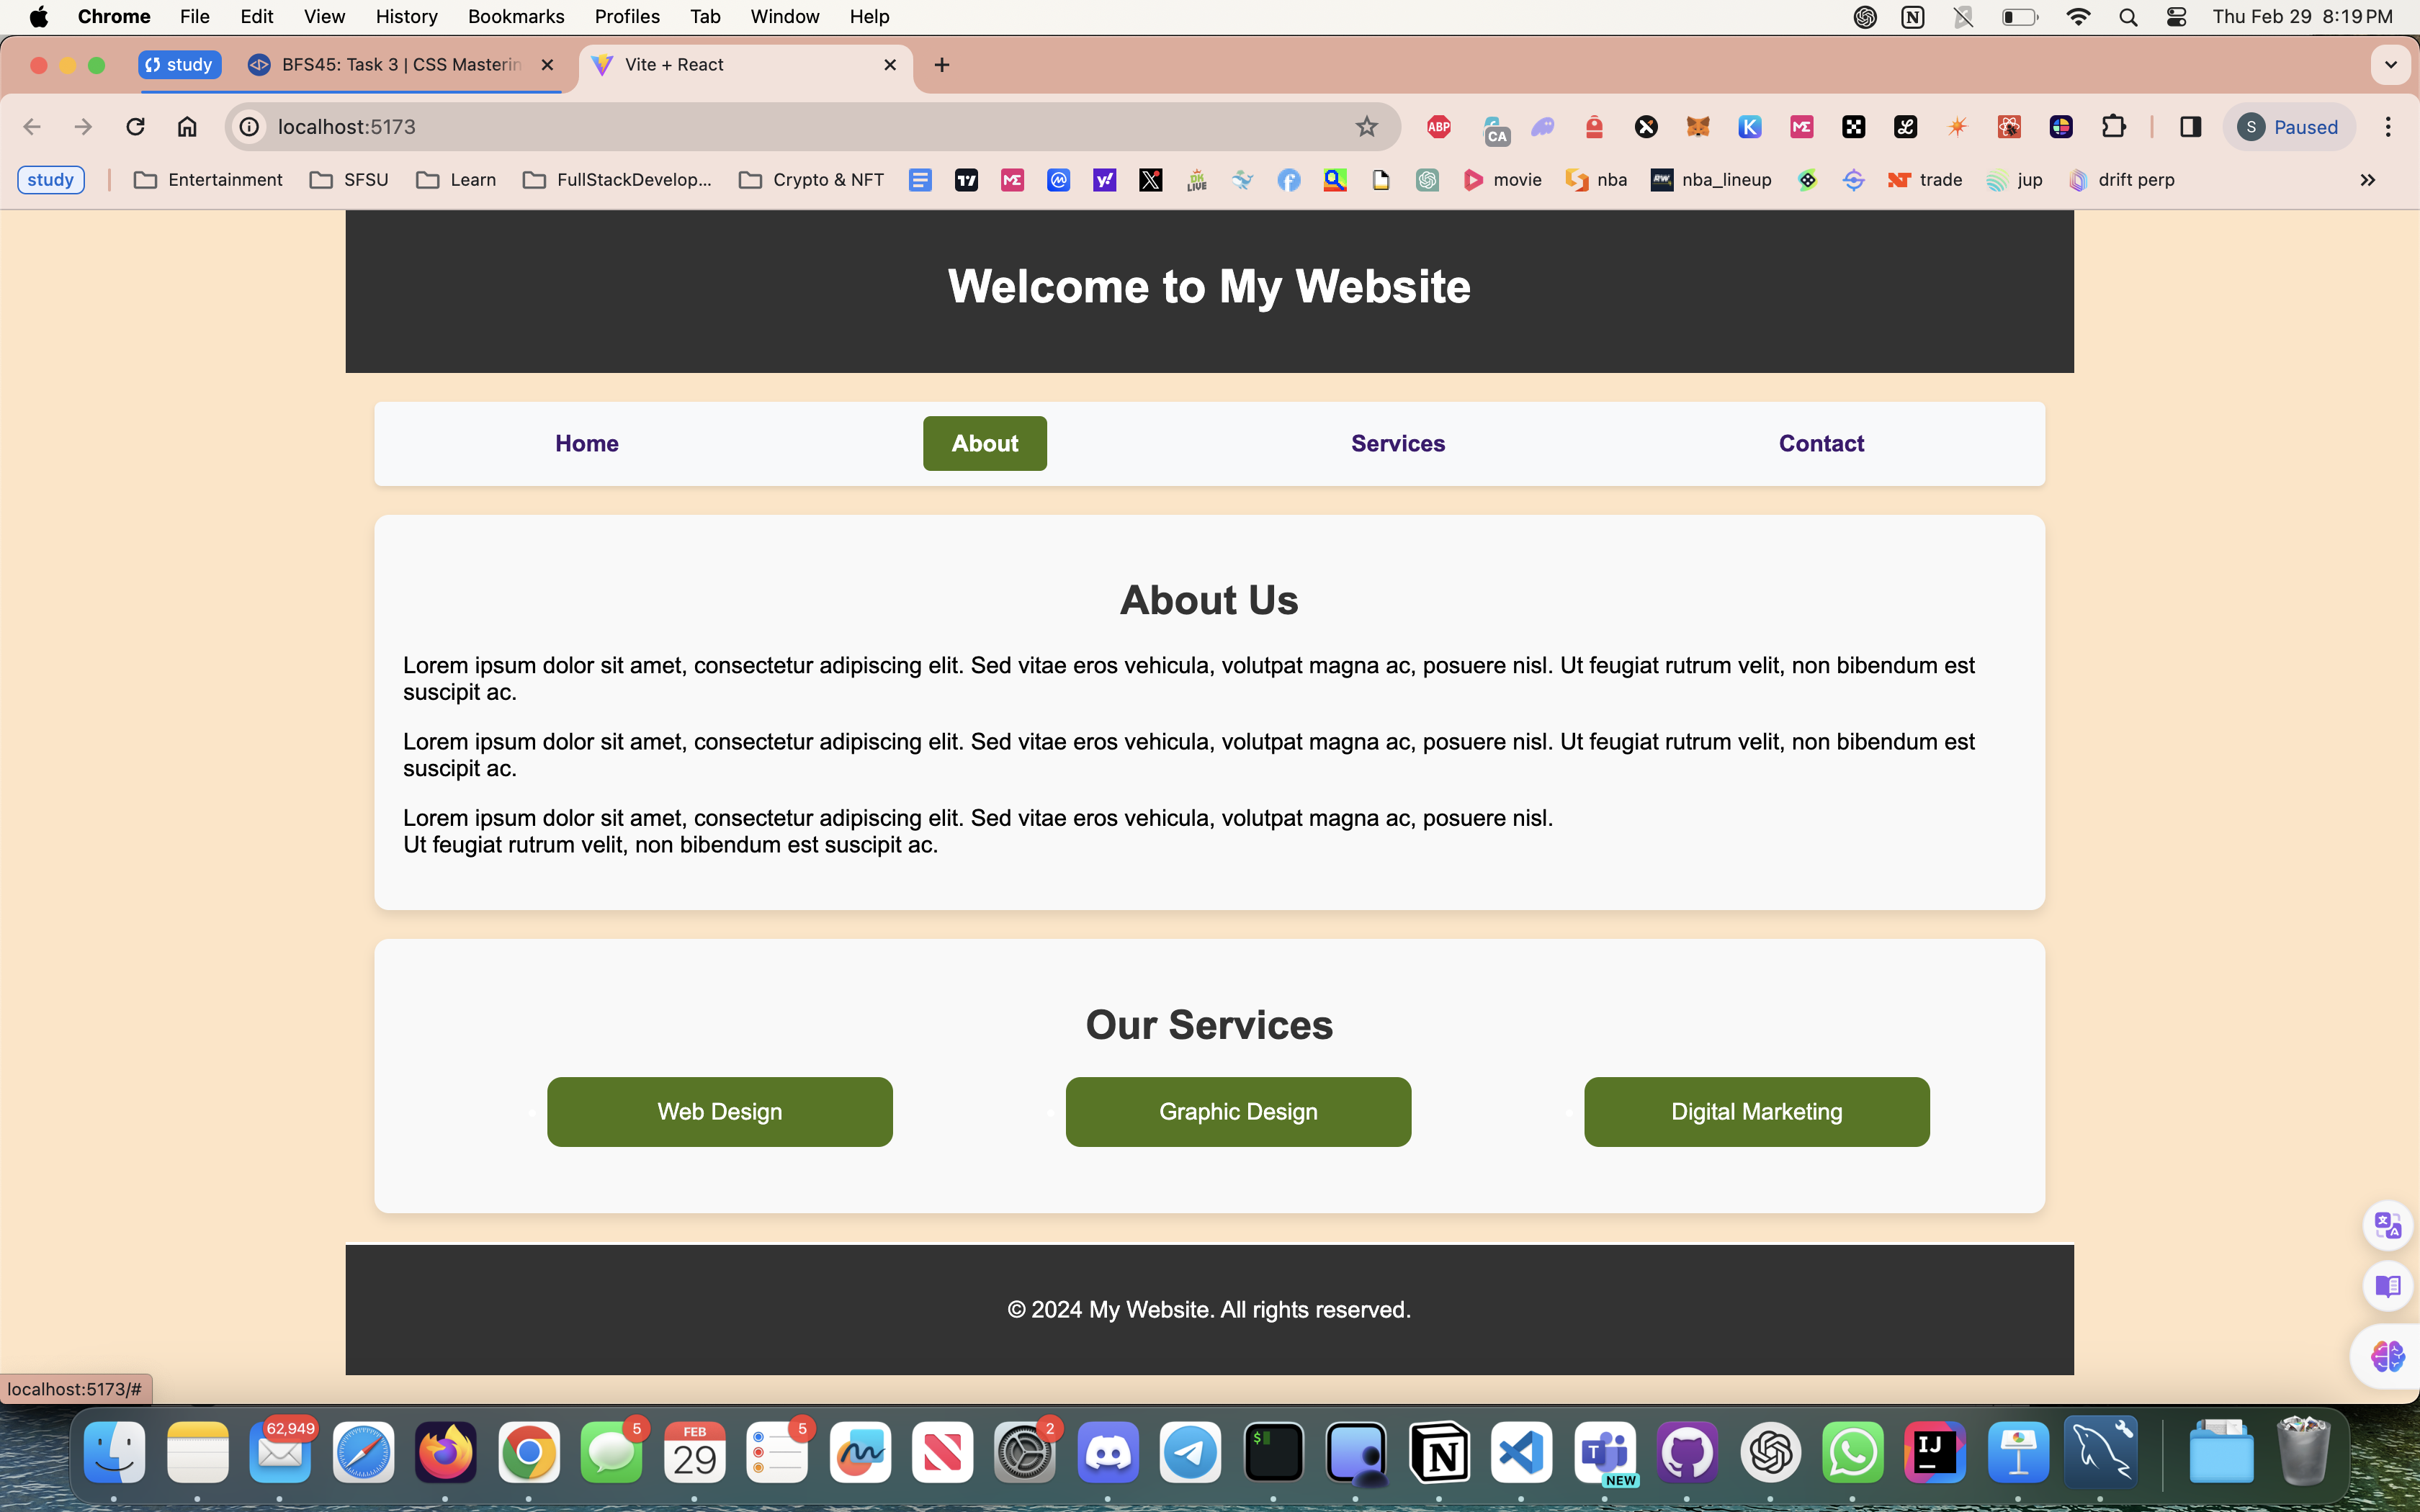 Chrome File Edit View History Bookmarks Profiles Tab Window Help Thu Feb 29 8:19 PM
study BFS45: Task 3 | CSS Masterin Vite + React
localhost:5173 ABP CA Paused
study Entertainment SFSU Learn FullStackDevelop... Crypto & NFT movie nba nba_lineup trade jup drift perp
Welcome to My Website
Home About Services Contact
About Us
Lorem ipsum dolor sit amet, consectetur adipiscing elit. Sed vitae eros vehicula, volutpat magna ac, posuere nisl. Ut feugiat rutrum velit, non bibendum est
suscipit ac.
Lorem ipsum dolor sit amet, consectetur adipiscing elit. Sed vitae eros vehicula, volutpat magna ac, posuere nisl. Ut feugiat rutrum velit, non bibendum est
suscipit ac.
Lorem ipsum dolor sit amet, consectetur adipiscing elit. Sed vitae eros vehicula, volutpat magna ac, posuere nisl.
Ut feugiat rutrum velit, non bibendum est suscipit ac.
Our Services
Web Design Graphic Design Digital Marketing
© 2024 My Website. All rights reserved.
localhost:5173/#
62,949 5 FEB 29 5 2 NEW